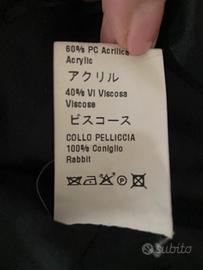 60% PC Acrilica
Acrylic
アクリル
40% VI Viscosa
Viscose
ビスコース
COLLO PELLICCIA
100% Coniglio
Rabbit
subito